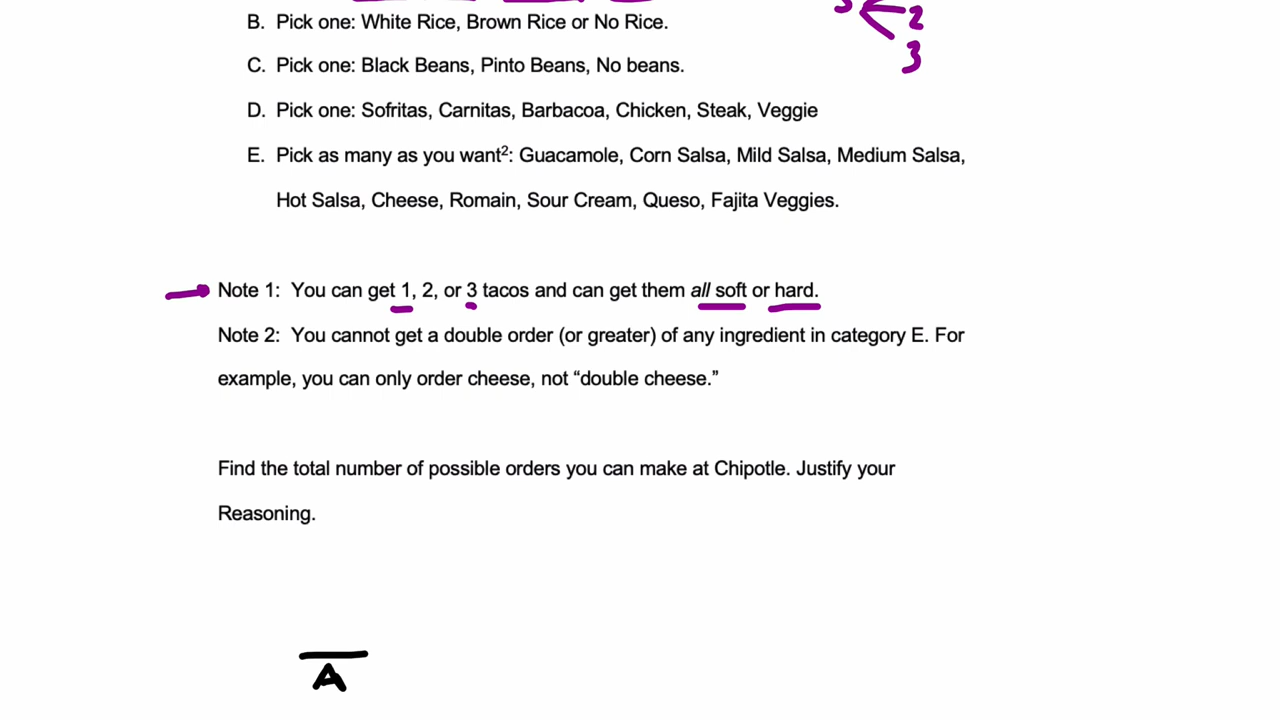 B. Pick one: White Rice, Brown Rice or No Rice.
C. Pick one: Black Beans, Pinto Beans, No beans.
D. Pick one: Sofritas, Carnitas, Barbacoa, Chicken, Steak, Veggie
E. Pick as many as you want²: Guacamole, Corn Salsa, Mild Salsa, Medium Salsa,
Hot Salsa, Cheese, Romain, Sour Cream, Queso, Fajita Veggies.
2
3
Note 1: You can get 1, 2, or 3 tacos and can get them all soft or hard.
Note 2: You cannot get a double order (or greater) of any ingredient in category E. For
example, you can only order cheese, not “double cheese.”
Find the total number of possible orders you can make at Chipotle. Justify your
Reasoning.
A